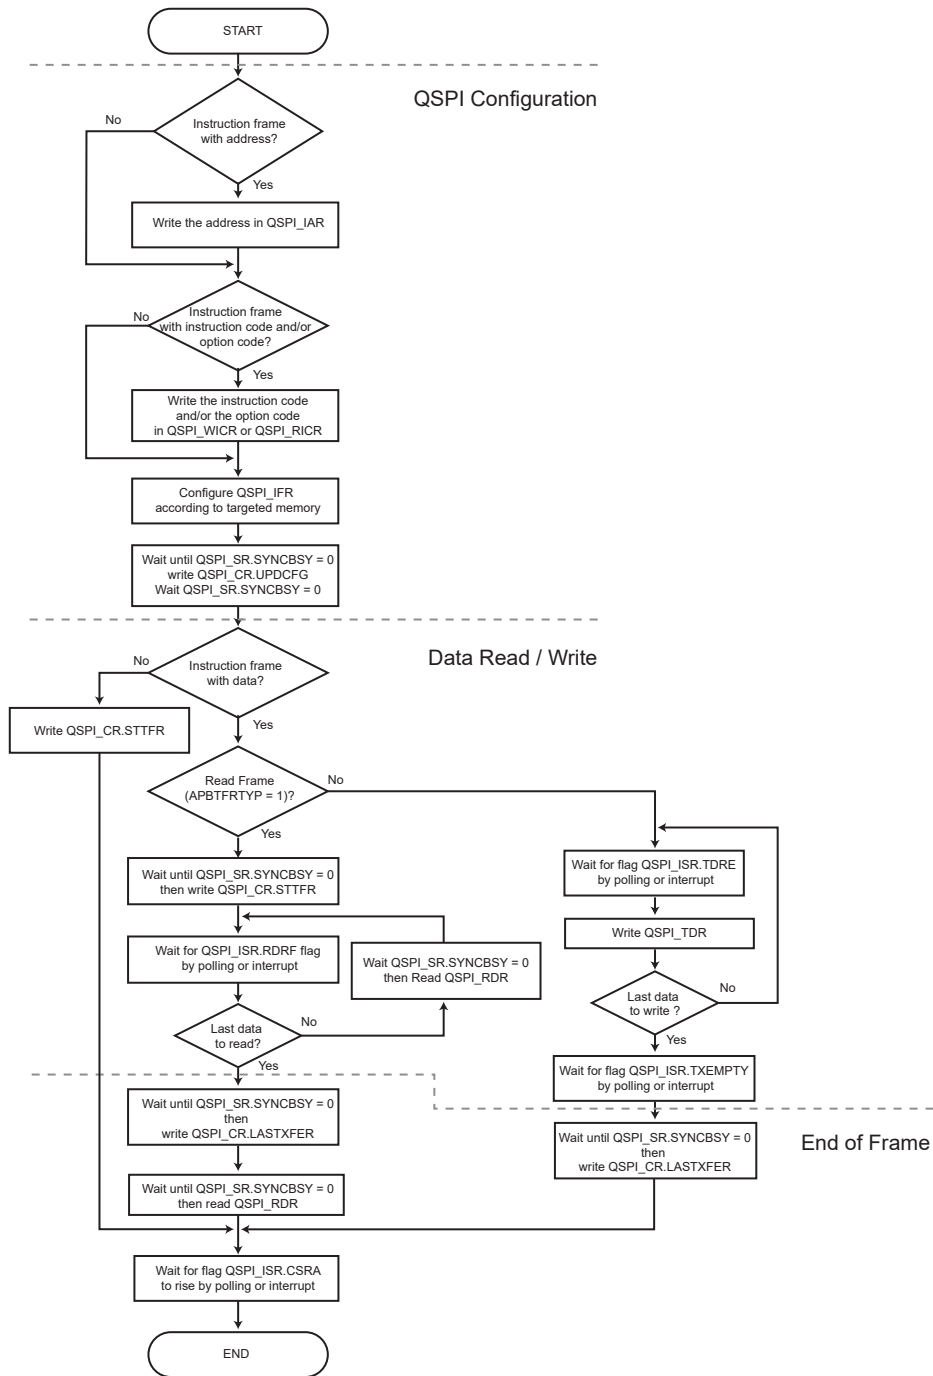 START
QSPI Configuration
Instruction frame
with address?
No
Yes
Write the address in QSPI_IAR
Instruction frame
with instruction code and/or
option code?
No
Yes
Write the instruction code
and/or the option code
in QSPI_WICR or QSPI_RICR
Configure QSPI_IFR
according to targeted memory
Wait until QSPI_SR.SYNCBSY = 0
write QSPI_CR.UPDCFG
Wait QSPI_SR.SYNCBSY = 0
Data Read / Write
No
Instruction frame
with data?
Yes
Write QSPI_CR.STTFR
Read Frame
(APBTFRTYP = 1)?
No
Yes
Wait until QSPI_SR.SYNCBSY = 0
then write QSPI_CR.STTFR
Wait for QSPI_ISR.RDRF flag
by polling or interrupt
Wait QSPI_SR.SYNCBSY = 0
then Read QSPI_RDR
Last data
to read?
No
Yes
Wait for flag QSPI_ISR.TDRE
by polling or interrupt
Write QSPI_TDR
Last data
to write ?
No
Yes
Wait for flag QSPI_ISR.TXEMPTY
by polling or interrupt
End of Frame
Wait until QSPI_SR.SYNCBSY = 0
then
write QSPI_CR.LASTXFER
Wait until QSPI_SR.SYNCBSY = 0
then read QSPI_RDR
Wait until QSPI_SR.SYNCBSY = 0
then
write QSPI_CR.LASTXFER
Wait for flag QSPI_ISR.CSRA
to rise by polling or interrupt
END